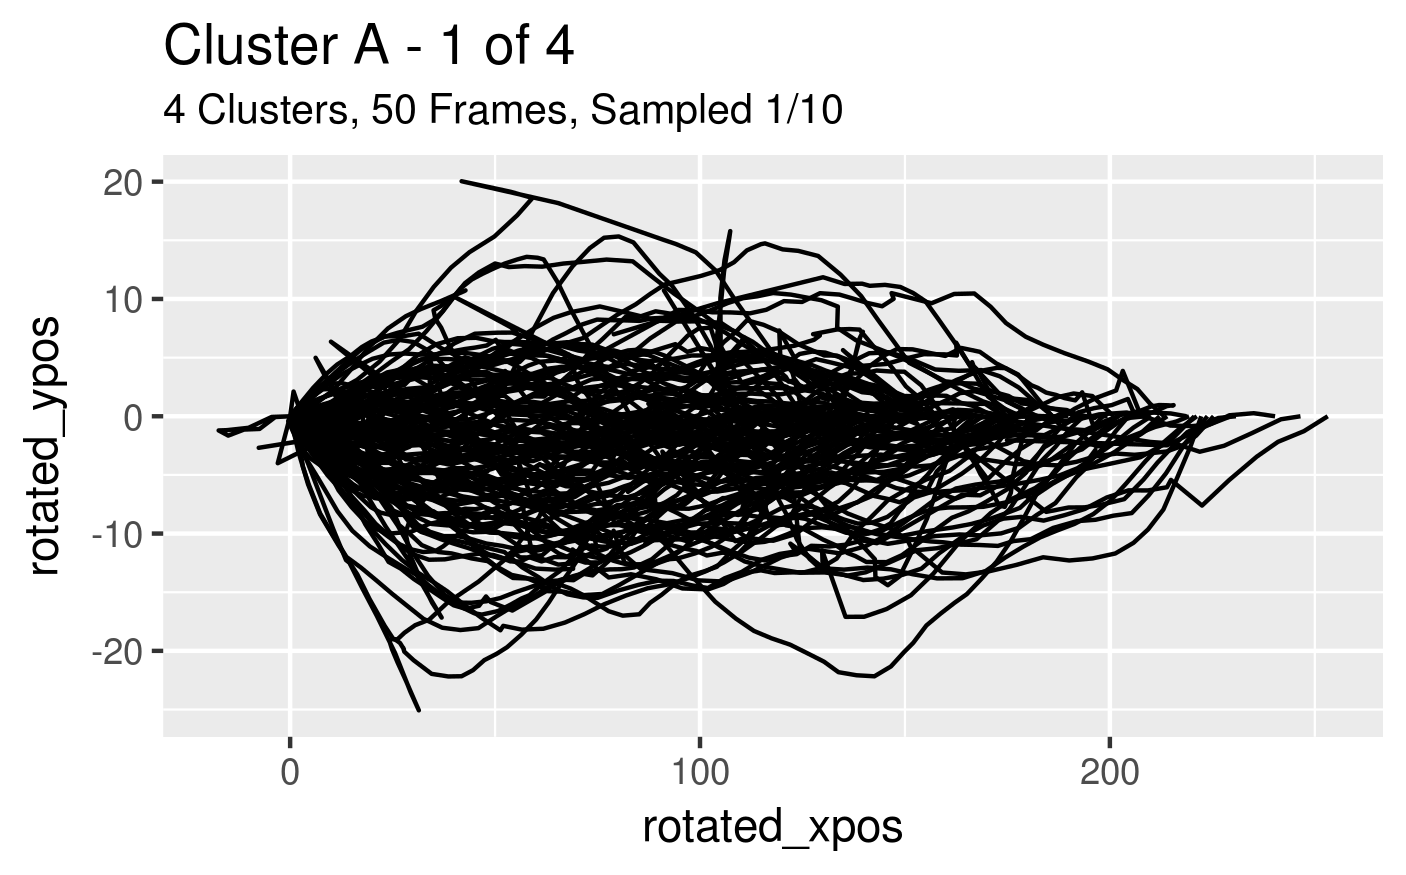 Cluster A - 1 of 4
4 Clusters, 50 Frames, Sampled 1/10
20
10
0
-10
-20
rotated_ypos
0 100 200
rotated_xpos